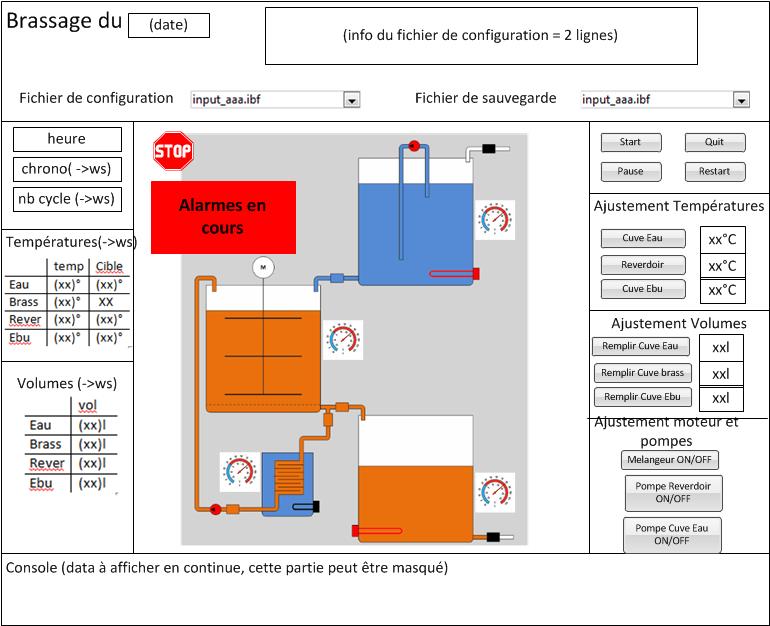 Brassage du
(date)
(info du fichier de configuration = 2 lignes)
Fichier de configuration
input_aaa.ibf
Fichier de sauvegarde
input_aaa.ibf
heure
chrono( ->ws)
nb cycle (->ws)
Températures(->ws)
temp Cible
Eau (xx)° (xx)°
Brass (xx)° XX
Rever (xx)° (xx)°
Ebu (xx)° (xx)°
Volumes (->ws)
vol
Eau (xx)l
Brass (xx)l
Rever (xx)l
Ebu (xx)l
STOP
Alarmes en
cours
M
Start Quit
Pause Restart
Ajustement Températures
Cuve Eau xx°C
Reverdoir xx°C
Cuve Ebu xx°C
Ajustement Volumes
Remplir Cuve Eau xxl
Remplir Cuve brass xxl
Remplir Cuve Ebu xxl
Ajustement moteur et
pompes
Melangeur ON/OFF
Pompe Reverdoir
ON/OFF
Pompe Cuve Eau
ON/OFF
Console (data à afficher en continue, cette partie peut être masqué)